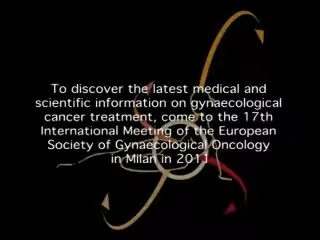 To discover the latest medical and
scientific information on gynaecological
cancer treatment, come to the 17th
International Meeting of the European
Society of Gynaecological Oncology
in Milan in 2011